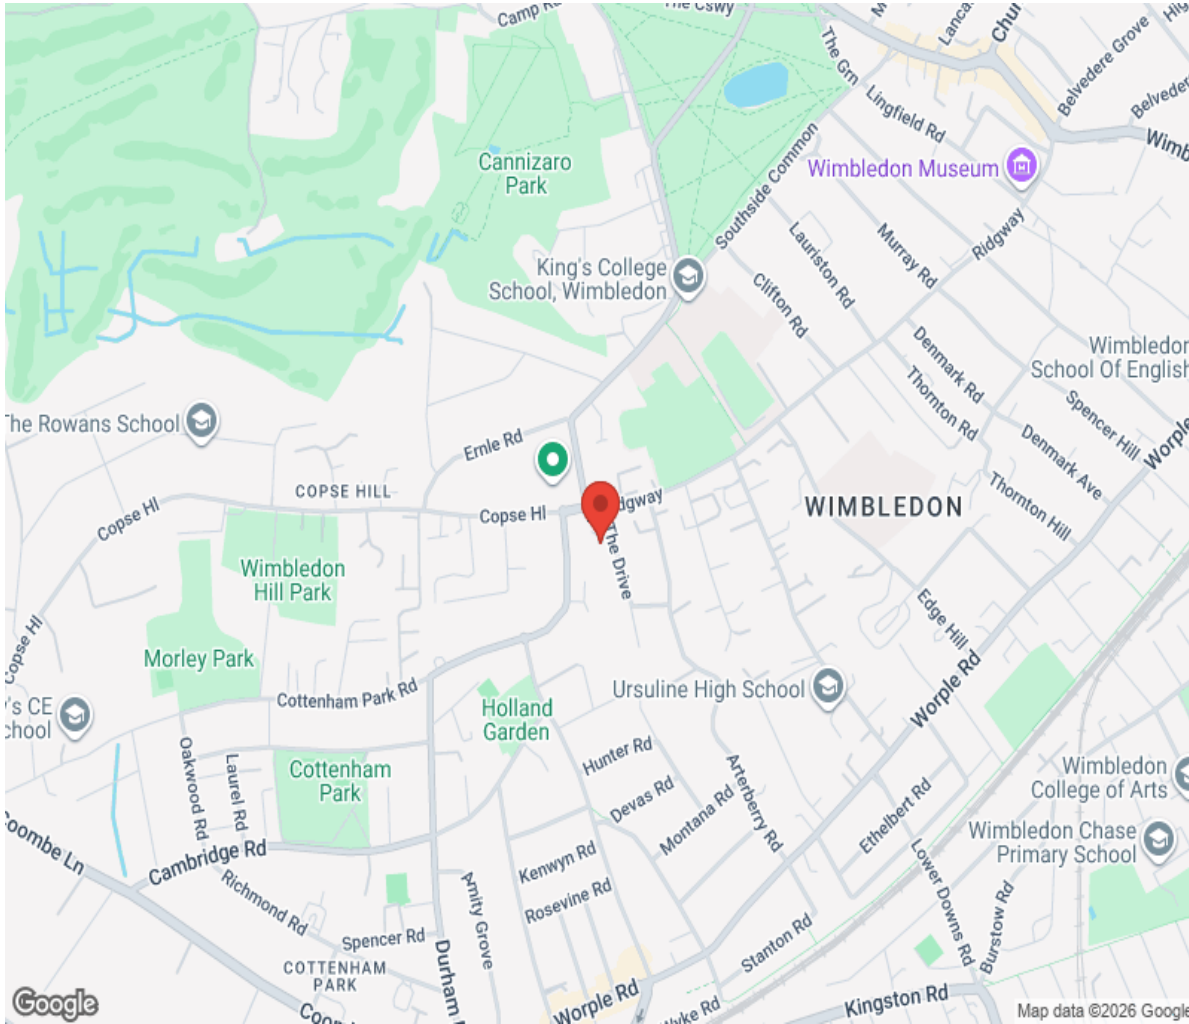 Camp Rd
The Cswy
The Grn
Lingfield Rd
Belvedere Grove
Wimbledon Museum
Cannizaro
Park
Southside Common
Ridgway
Murray Rd
Lauriston Rd
Clifton Rd
King's College
School, Wimbledon
Denmark Rd
Thornton Rd
School Of English
Spencer Hill
Denmark Ave
Thornton Hill
The Rowans School
Ernle Rd
COPSE HILL
Copse Hl
Copse Hl
dgway
WIMBLEDON
The Drive
Wimbledon
Hill Park
Copse Hl
Morley Park
Edge Hill
Worple Rd
Cottenham Park Rd
Ursuline High School
's CE
chool
Holland
Garden
Oakwood Rd
Laurel Rd
Cottenham
Park
Hunter Rd
Devas Rd
Montana Rd
Arterberry Rd
Ethelbert Rd
Wimbledon
College of Arts
Wimbledon Chase
Primary School
Coombe Ln
Cambridge Rd
Kenwyn Rd
Rosevine Rd
Richmond Rd
Amity Grove
Spencer Rd
Durham
COTTENHAM
PARK
Stanton Rd
Lower Downs Rd
Burstow Rd
Worple Rd
Kingston Rd
Google
Map data ©2026 Google